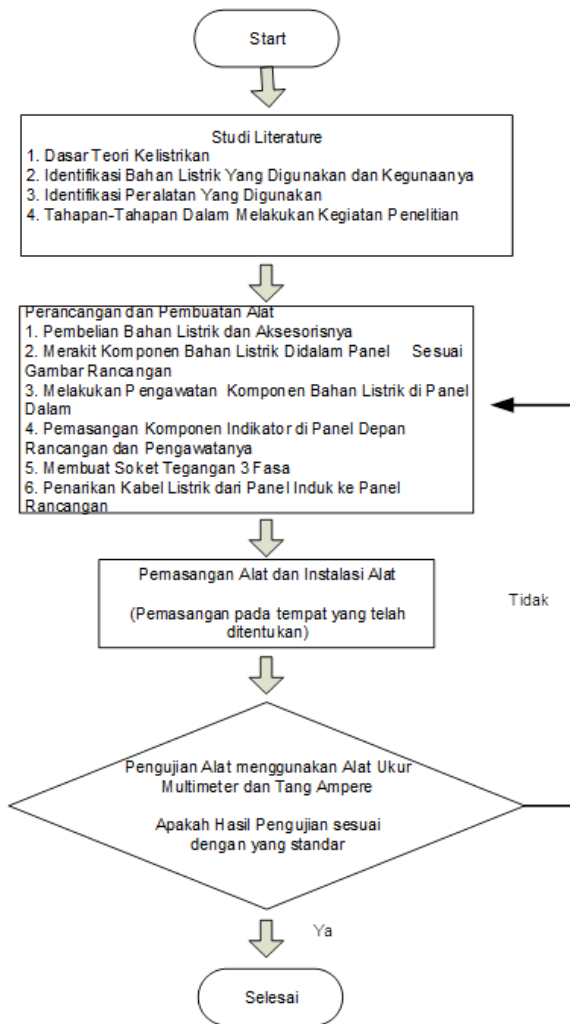 Start
Studi Literature
1. Dasar Teori Kelistrikan
2. Identifikasi Bahan Listrik Yang Digunakan dan Kegunaanya
3. Identifikasi Peralatan Yang Digunakan
4. Tahapan-Tahapan Dalam Melakukan Kegiatan Penelitian
Perancangan dan Pembuatan Alat
1. Pembelian Bahan Listrik dan Aksesorisnya
2. Merakit Komponen Bahan Listrik Didalam Panel Sesuai
Gambar Rancangan
3. Melakukan Pengawatan Komponen Bahan Listrik di Panel
Dalam
4. Pemasangan Komponen Indikator di Panel Depan
Rancangan dan Pengawatanya
5. Membuat Soket Tegangan 3 Fasa
6. Penarikan Kabel Listrik dari Panel Induk ke Panel
Rancangan
Pemasangan Alat dan Instalasi Alat
(Pemasangan pada tempat yang telah
ditentukan)
Tidak
Pengujian Alat menggunakan Alat Ukur
Multimeter dan Tang Ampere
Apakah Hasil Pengujian sesuai
dengan yang standar
Ya
Selesai